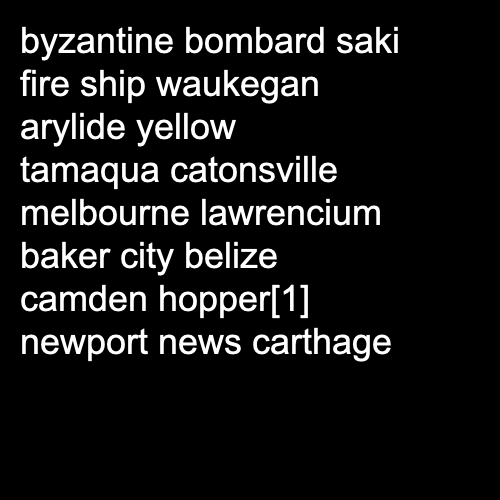 byzantine bombard saki
fire ship waukegan
arylide yellow
tamaqua catonsville
melbourne lawrencium
baker city belize
camden hopper[1]
newport news carthage